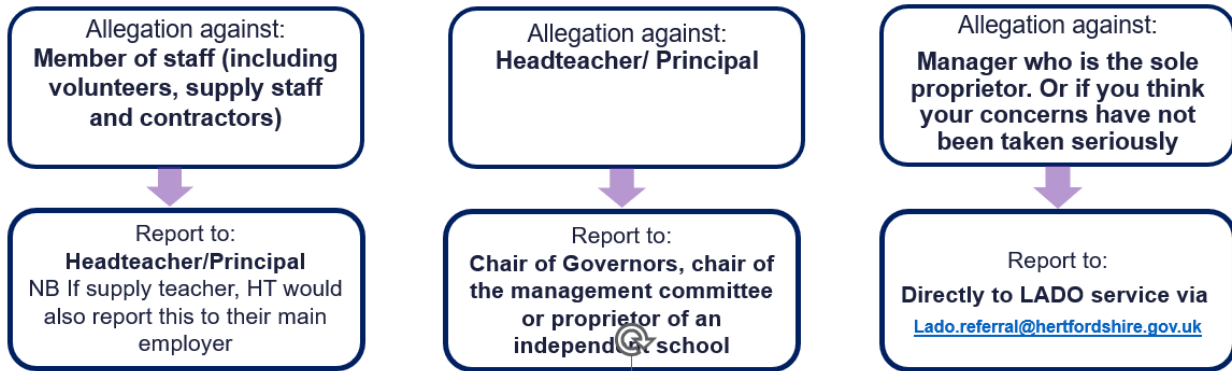 Allegation against:
Member of staff (including
volunteers, supply staff
and contractors)
Report to:
Headteacher/Principal
NB If supply teacher, HT would
also report this to their main
employer
Allegation against:
Headteacher/ Principal
Report to:
Chair of Governors, chair of
the management committee
or proprietor of an
independent school
Allegation against:
Manager who is the sole
proprietor. Or if you think
your concerns have not
been taken seriously
Report to:
Directly to LADO service via
Lado.referral@hertfordshire.gov.uk